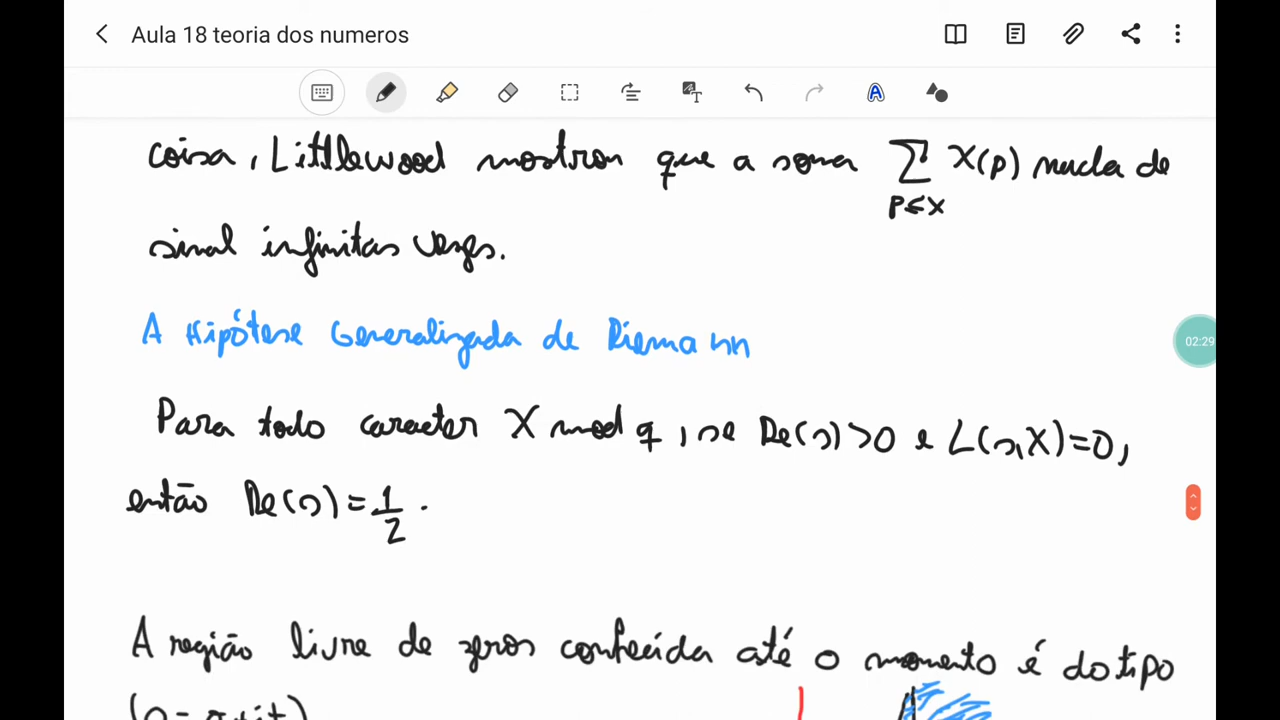 Aula 18 teoria dos numeros
coisa, Littlewood mostrou que a soma ∑_{p≤x} χ(p) muda de
sinal infinitas vezes.
02:29
A Hipótese Generalizada de Riemann
Para todo caracter χ mod q, se Re(s)>0 e L(s,χ)=0,
então Re(s)=1/2.
A região livre de zeros conhecida até o momento é do tipo